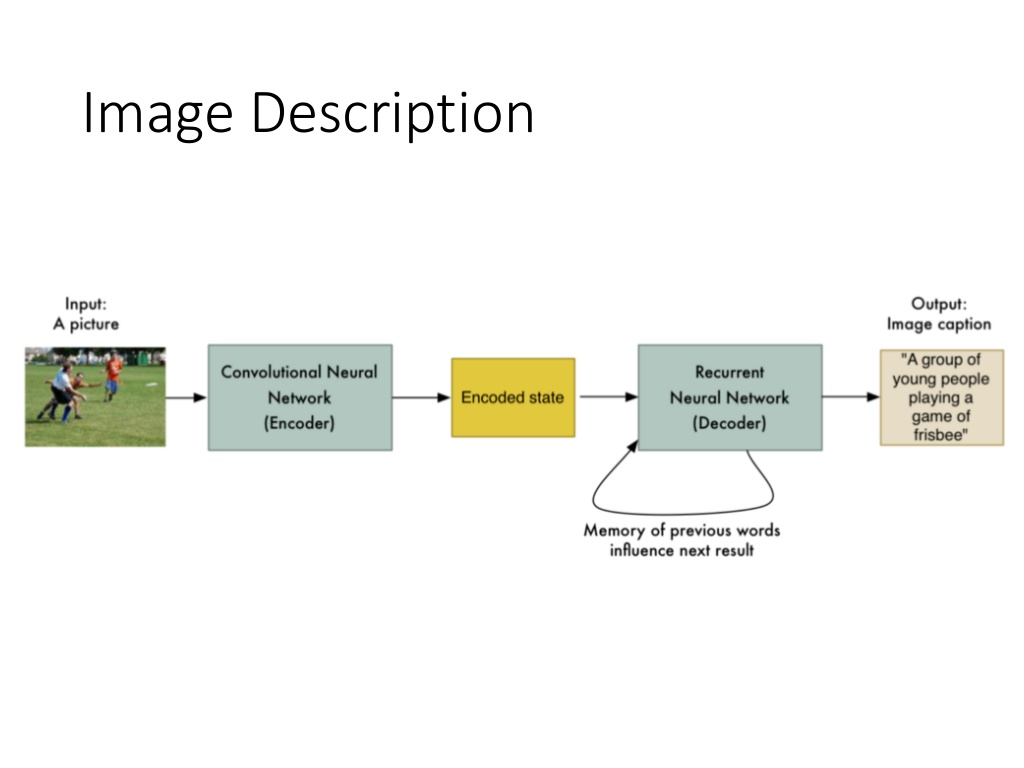 Image Description
Input:
A picture
Convolutional Neural
Network
(Encoder)
Encoded state
Recurrent
Neural Network
(Decoder)
Memory of previous words
influence next result
Output:
Image caption
"A group of
young people
playing a
game of
frisbee"